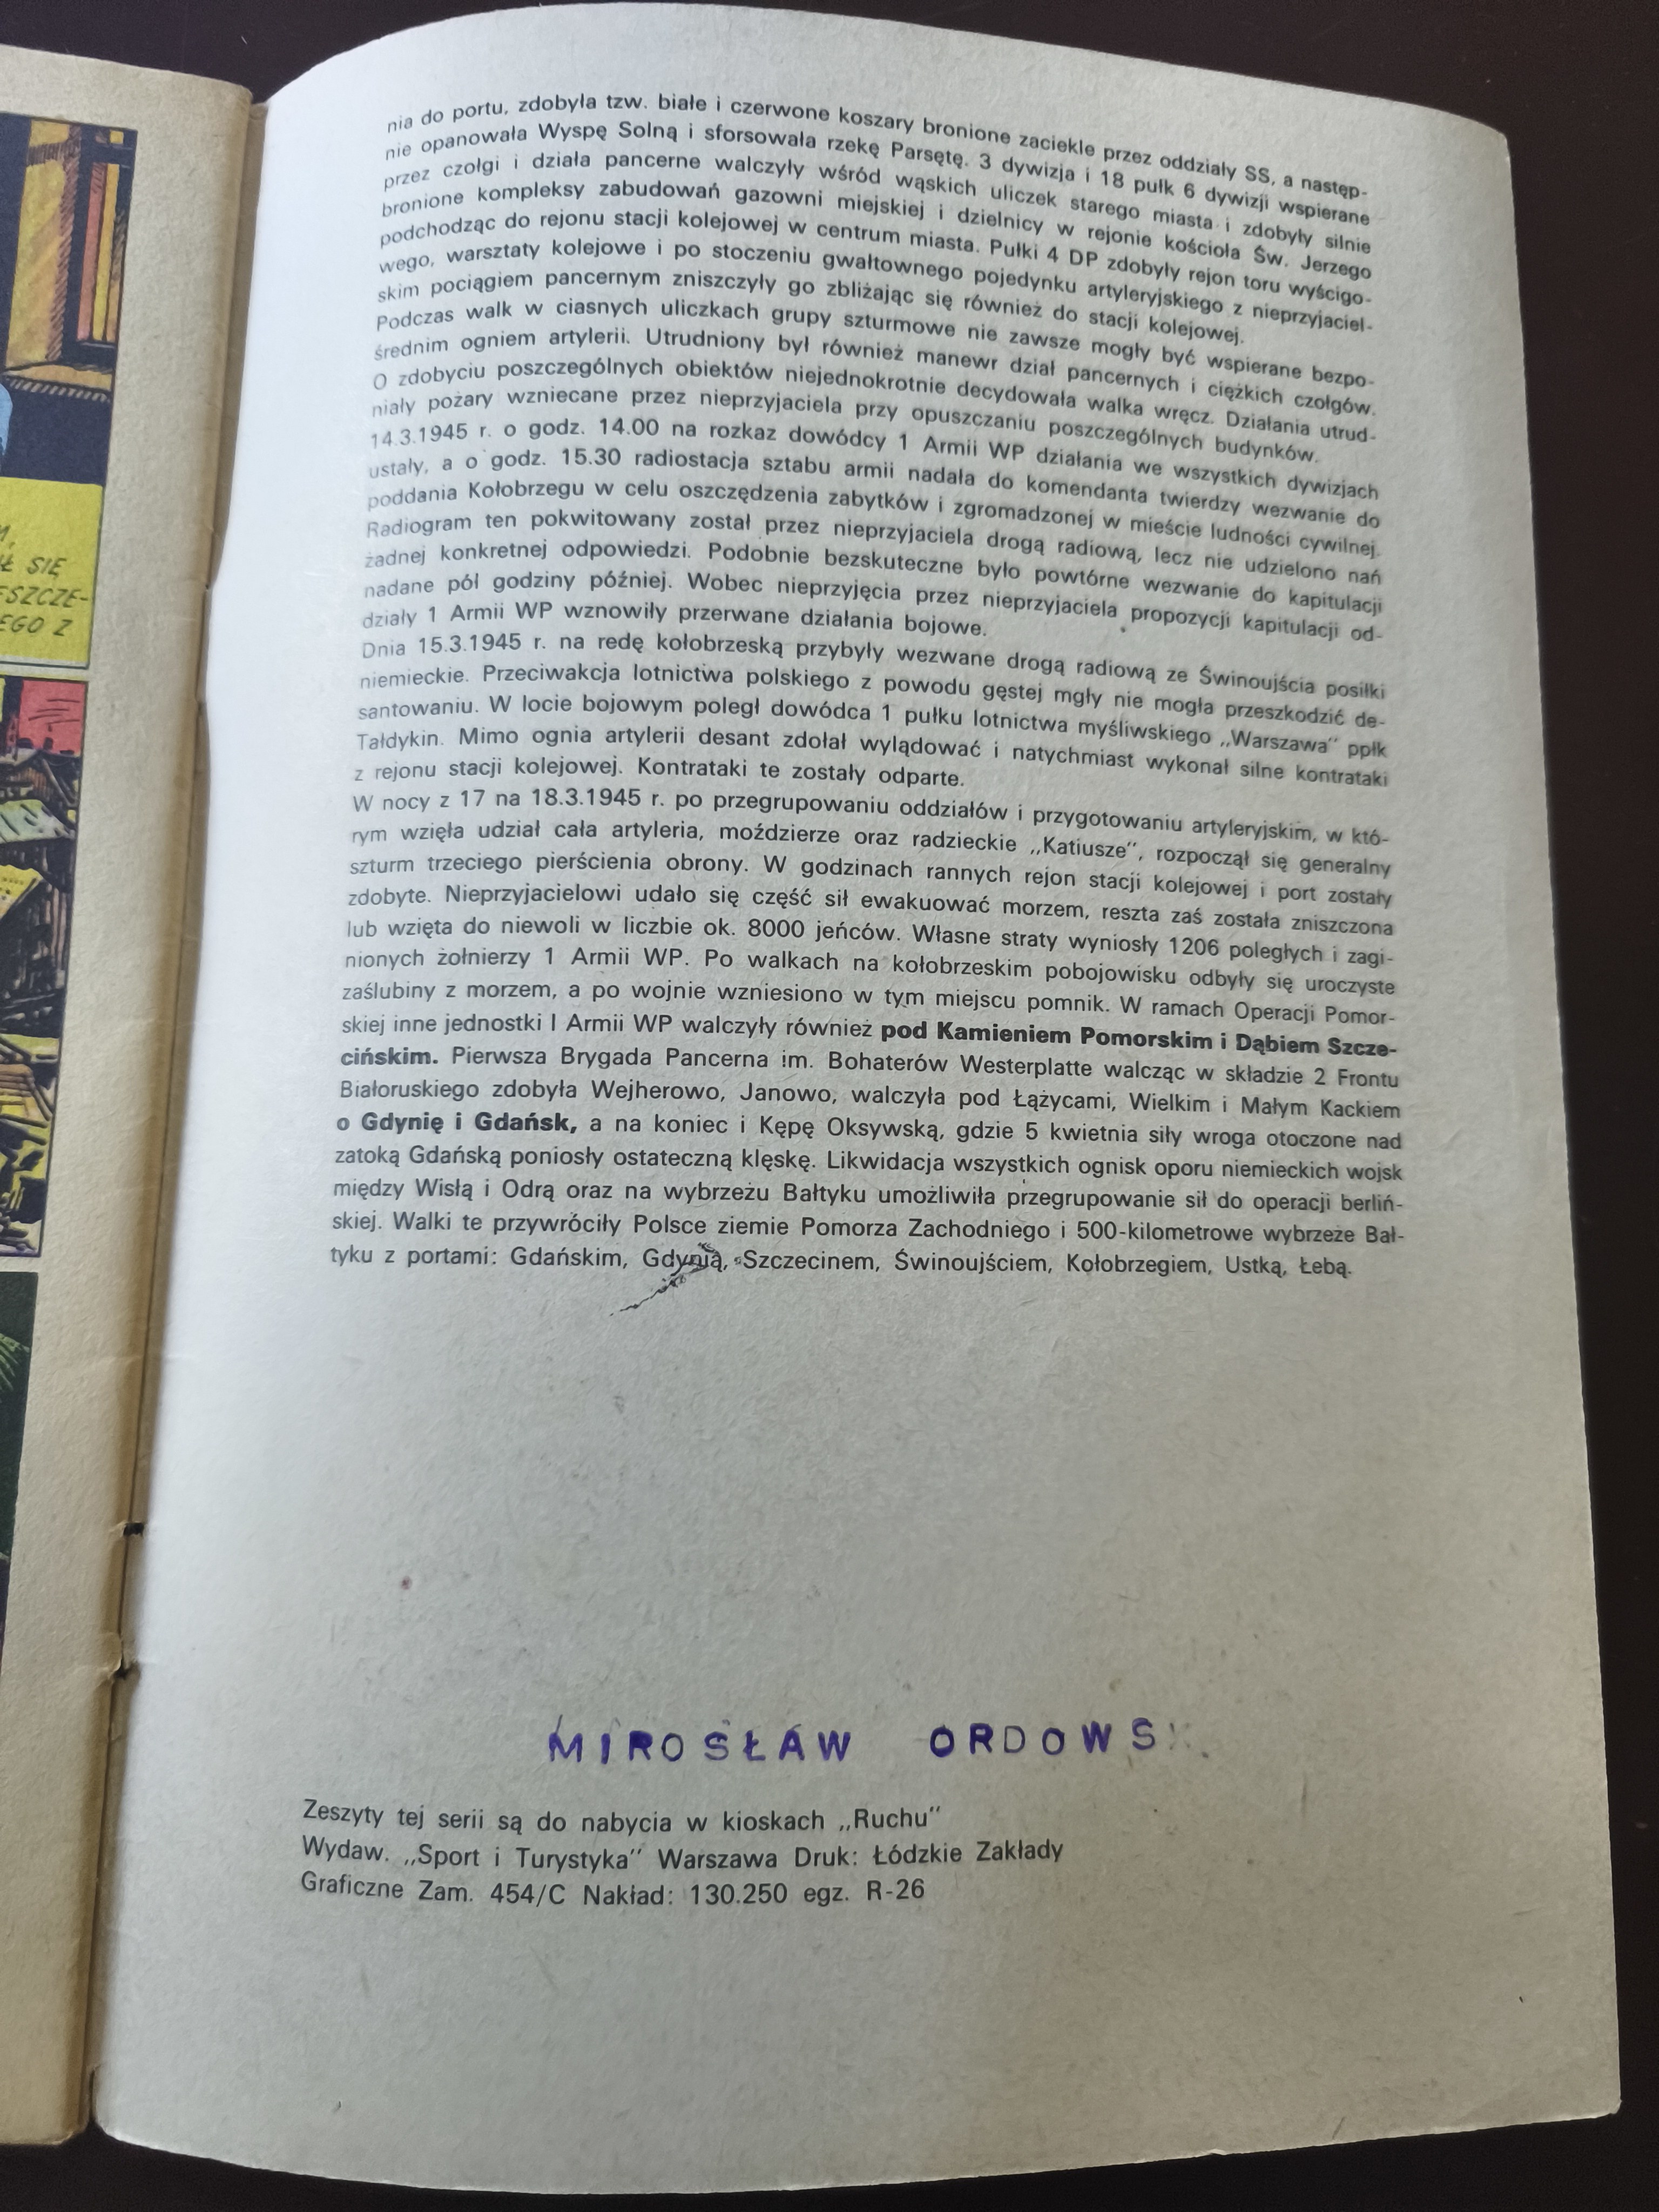 nia do portu, zdobyła tzw. białe i czerwone koszary bronione zaciekle przez oddziały SS, a następ-
nie opanowała Wyspę Solną i sforsowała rzekę Parsętę. 3 dywizja i 18 pułk 6 dywizji wspierane
przez czołgi i działa pancerne walczyły wśród wąskich uliczek starego miasta i zdobyły silnie
bronione kompleksy zabudowań gazowni miejskiej i dzielnicy w rejonie kościoła Św. Jerzego
podchodząc do rejonu stacji kolejowej w centrum miasta. Pułki 4 DP zdobyły rejon toru wyścigo-
wego, warsztaty kolejowe i po stoczeniu gwałtownego pojedynku artyleryjskiego z nieprzyjaciel-
skim pociągiem pancernym zniszczyły go zbliżając się również do stacji kolejowej.
Podczas walk w ciasnych uliczkach grupy szturmowe nie zawsze mogły być wspierane bezpo-
średnim ogniem artylerii. Utrudniony był również manewr dział pancernych i ciężkich czołgów.
O zdobyciu poszczególnych obiektów niejednokrotnie decydowała walka wręcz. Działania utrud-
niały pożary wzniecane przez nieprzyjaciela przy opuszczaniu poszczególnych budynków.
14.3.1945 r. o godz. 14.00 na rozkaz dowódcy 1 Armii WP działania we wszystkich dywizjach
ustały, a o godz. 15.30 radiostacja sztabu armii nadała do komendanta twierdzy wezwanie do
poddania Kołobrzegu w celu oszczędzenia zabytków i zgromadzonej w mieście ludności cywilnej.
Radiogram ten pokwitowany został przez nieprzyjaciela drogą radiową, lecz nie udzielono nań
żadnej konkretnej odpowiedzi. Podobnie bezskuteczne było powtórne wezwanie do kapitulacji
nadane pół godziny później. Wobec nieprzyjęcia przez nieprzyjaciela propozycji kapitulacji od-
działy 1 Armii WP wznowiły przerwane działania bojowe.
Dnia 15.3.1945 r. na redę kołobrzeską przybyły wezwane drogą radiową ze Świnoujścia posiłki
niemieckie. Przeciwakcja lotnictwa polskiego z powodu gęstej mgły nie mogła przeszkodzić de-
santowaniu. W locie bojowym poległ dowódca 1 pułku lotnictwa myśliwskiego „Warszawa” ppłk
Tałdykin. Mimo ognia artylerii desant zdołał wylądować i natychmiast wykonał silne kontrataki
z rejonu stacji kolejowej. Kontrataki te zostały odparte.
W nocy z 17 na 18.3.1945 r. po przegrupowaniu oddziałów i przygotowaniu artyleryjskim, w któ-
rym wzięła udział cała artyleria, moździerze oraz radzieckie „Katiusze”, rozpoczął się generalny
szturm trzeciego pierścienia obrony. W godzinach rannych rejon stacji kolejowej i port zostały
zdobyte. Nieprzyjacielowi udało się część sił ewakuować morzem, reszta zaś została zniszczona
lub wzięta do niewoli w liczbie ok. 8000 jeńców. Własne straty wyniosły 1206 poległych i zagi-
nionych żołnierzy 1 Armii WP. Po walkach na kołobrzeskim pobojowisku odbyły się uroczyste
zaślubiny z morzem, a po wojnie wzniesiono w tym miejscu pomnik. W ramach Operacji Pomor-
skiej inne jednostki I Armii WP walczyły również pod Kamieniem Pomorskim i Dąbiem Szcze-
cińskim. Pierwsza Brygada Pancerna im. Bohaterów Westerplatte walcząc w składzie 2 Frontu
Białoruskiego zdobyła Wejherowo, Janowo, walczyła pod Łążycami, Wielkim i Małym Kackiem
o Gdynię i Gdańsk, a na koniec i Kępę Oksywską, gdzie 5 kwietnia siły wroga otoczone nad
zatoką Gdańską poniosły ostateczną klęskę. Likwidacja wszystkich ognisk oporu niemieckich wojsk
między Wisłą i Odrą oraz na wybrzeżu Bałtyku umożliwiła przegrupowanie sił do operacji berliń-
skiej. Walki te przywróciły Polsce ziemie Pomorza Zachodniego i 500-kilometrowe wybrzeże Bał-
tyku z portami: Gdańskim, Gdynią, Szczecinem, Świnoujściem, Kołobrzegiem, Ustką, Łebą.
MIROSŁAW ORDOWS
Zeszyty tej serii są do nabycia w kioskach „Ruchu”
Wydaw. „Sport i Turystyka” Warszawa Druk: Łódzkie Zakłady
Graficzne Zam. 454/C Nakład: 130.250 egz. R-26
SIĘ
EGO Z